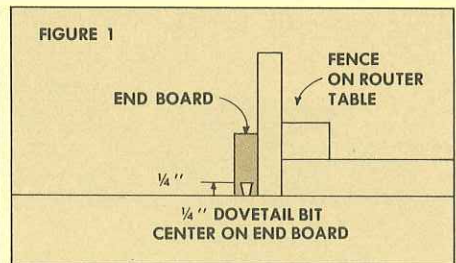 FIGURE 1
FENCE
ON ROUTER
TABLE
END BOARD
¼"
¼" DOVETAIL BIT
CENTER ON END BOARD